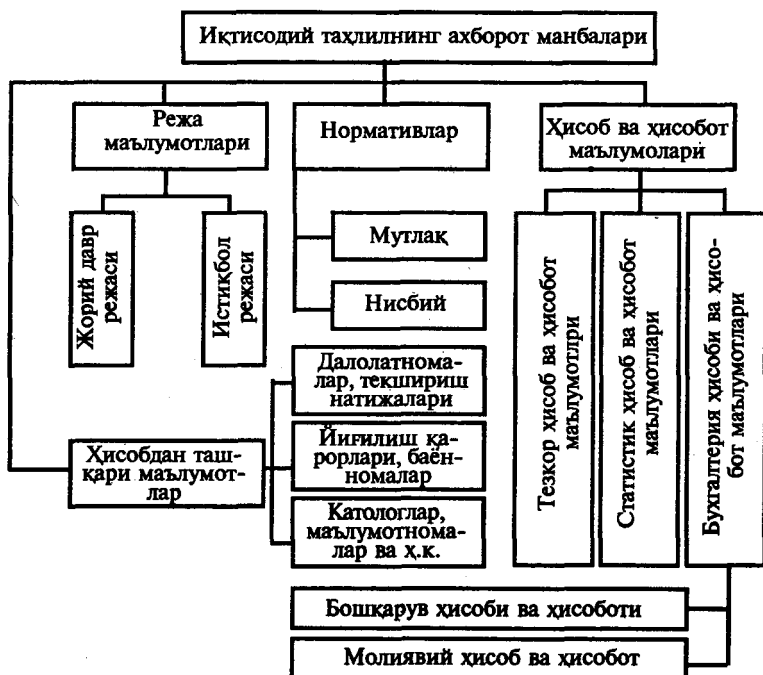 Иқтисодий таҳлилнинг ахборот манбалари
Режа
маълумотлари
Нормативлар
Ҳисоб ва ҳисобот
маълумолари
Жорий давр
режаси
Истиқбол
режаси
Мутлақ
Нисбий
Тезкор ҳисоб ва ҳисобот
маълумотлри
Статистик ҳисоб ва ҳисобот
маълумотлари
Бухгалтерия ҳисоби ва ҳисо-
бот маълумотлари
Ҳисобдан таш-
қари маълумот-
лар
Далолатнома-
лар, текшириш
натижалари
Йиғилиш қа-
рорлари, баён-
номалар
Катологлар,
маълумотнома-
лар ва ҳ.к.
Бошқарув ҳисоби ва ҳисоботи
Молиявий ҳисоб ва ҳисобот